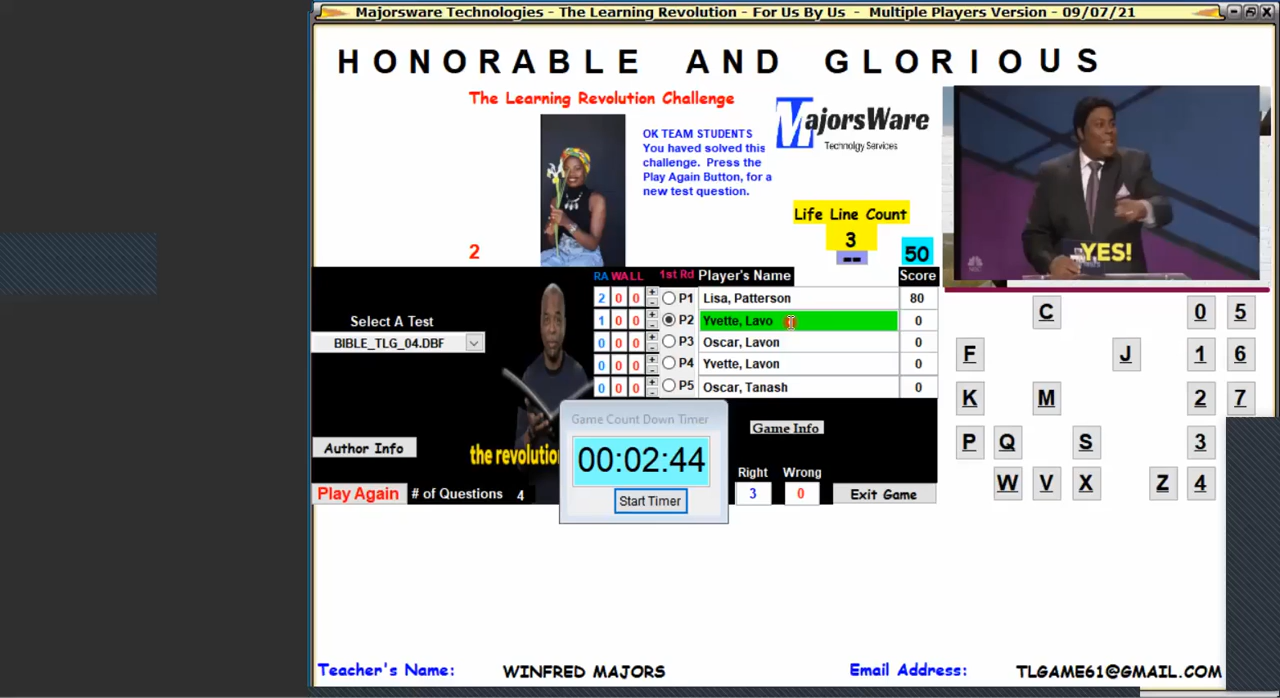 Majorsware Technologies - The Learning Revolution - For Us By Us - Multiple Players Version - 09/07/21
HONORABLE AND GLORIOUS
The Learning Revolution Challenge
MajorsWare
Technolgy Services
OK TEAM STUDENTS
You haved solved this
challenge. Press the
Play Again Button, for a
new test question.
Life Line Count
3
--
2
50
YES!
NBC
RA WALL 1st Rd Player's Name Score
2 0 0 + - P1 Lisa, Patterson 80
1 0 0 + - P2 Yvette, Lavo 0
0 0 0 + - P3 Oscar, Lavon 0
0 0 0 + - P4 Yvette, Lavon 0
0 0 0 + - P5 Oscar, Tanash 0
Select A Test
BIBLE_TLG_04.DBF
the revolutio
Author Info
Play Again # of Questions 4
Game Count Down Timer
00:02:44
Start Timer
Game Info
Right Wrong
3 0 Exit Game
C 0 5
F J 1 6
K M 2 7
P Q S 3
W V X Z 4
Teacher's Name: WINFRED MAJORS Email Address: TLGAME61@GMAIL.COM